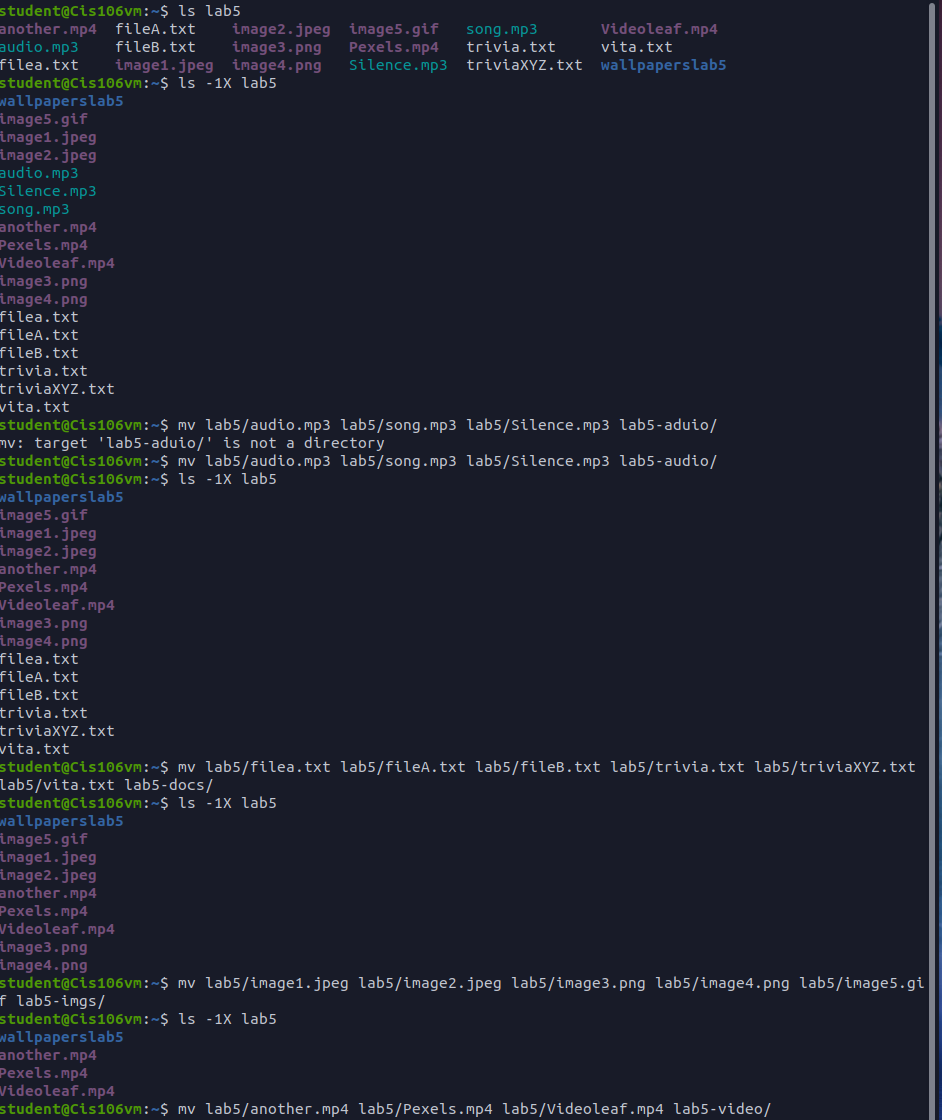 student@Cis106vm:~$ ls lab5
another.mp4  fileA.txt    image2.jpeg  image5.gif   song.mp3       Videoleaf.mp4
audio.mp3    fileB.txt    image3.png   Pexels.mp4   trivia.txt     vita.txt
filea.txt    image1.jpeg  image4.png   Silence.mp3  triviaXYZ.txt  wallpaperslab5
student@Cis106vm:~$ ls -1X lab5
wallpaperslab5
image5.gif
image1.jpeg
image2.jpeg
audio.mp3
Silence.mp3
song.mp3
another.mp4
Pexels.mp4
Videoleaf.mp4
image3.png
image4.png
filea.txt
fileA.txt
fileB.txt
trivia.txt
triviaXYZ.txt
vita.txt
student@Cis106vm:~$ mv lab5/audio.mp3 lab5/song.mp3 lab5/Silence.mp3 lab5-aduio/
mv: target 'lab5-aduio/' is not a directory
student@Cis106vm:~$ mv lab5/audio.mp3 lab5/song.mp3 lab5/Silence.mp3 lab5-audio/
student@Cis106vm:~$ ls -1X lab5
wallpaperslab5
image5.gif
image1.jpeg
image2.jpeg
another.mp4
Pexels.mp4
Videoleaf.mp4
image3.png
image4.png
filea.txt
fileA.txt
fileB.txt
trivia.txt
triviaXYZ.txt
vita.txt
student@Cis106vm:~$ mv lab5/filea.txt lab5/fileA.txt lab5/fileB.txt lab5/trivia.txt lab5/triviaXYZ.txt
lab5/vita.txt lab5-docs/
student@Cis106vm:~$ ls -1X lab5
wallpaperslab5
image5.gif
image1.jpeg
image2.jpeg
another.mp4
Pexels.mp4
Videoleaf.mp4
image3.png
image4.png
student@Cis106vm:~$ mv lab5/image1.jpeg lab5/image2.jpeg lab5/image3.png lab5/image4.png lab5/image5.gi
f lab5-imgs/
student@Cis106vm:~$ ls -1X lab5
wallpaperslab5
another.mp4
Pexels.mp4
Videoleaf.mp4
student@Cis106vm:~$ mv lab5/another.mp4 lab5/Pexels.mp4 lab5/Videoleaf.mp4 lab5-video/